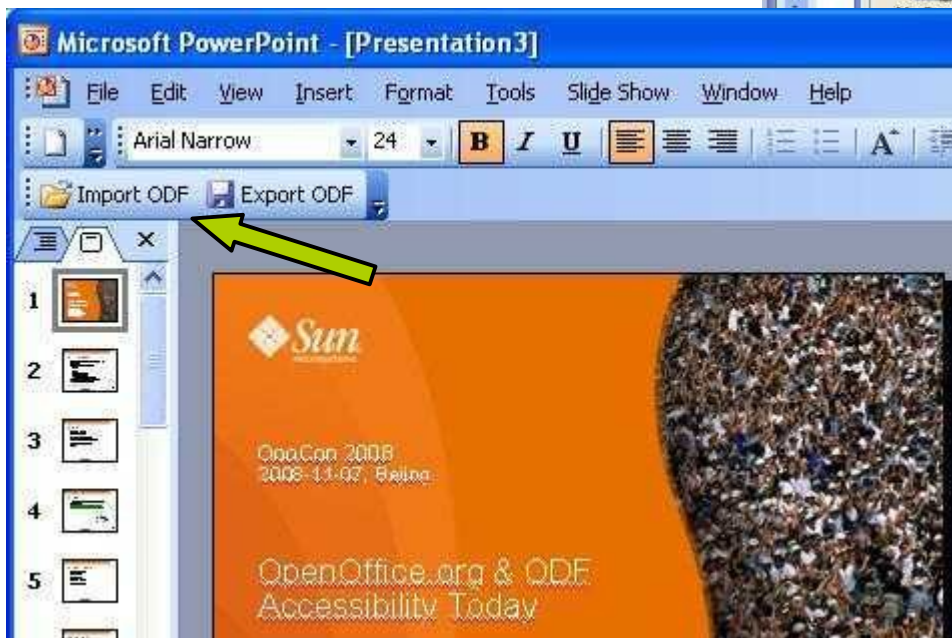 Microsoft PowerPoint - [Presentation3]
File Edit View Insert Format Tools Slide Show Window Help
Arial Narrow 24 B I U A
Import ODF Export ODF
1
2
3
4
5
Sun
microsystems
OooCon 2008
2008-11-07, Beijing
OpenOffice.org & ODF
Accessibility Today